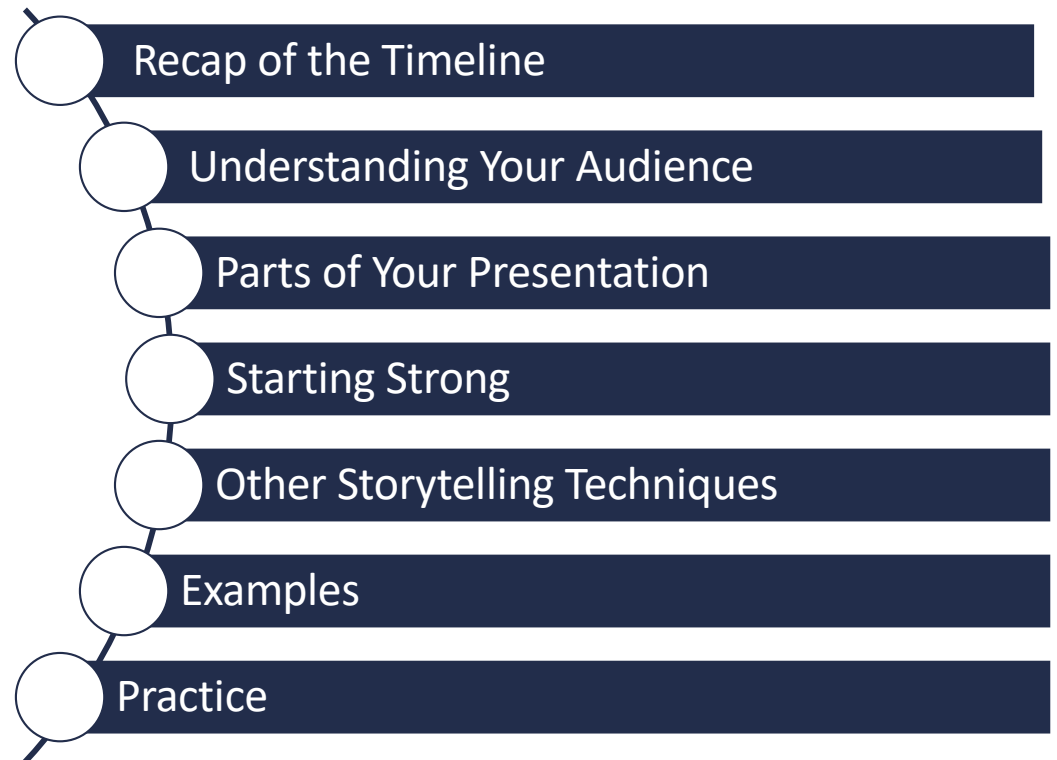 Recap of the Timeline
Understanding Your Audience
Parts of Your Presentation
Starting Strong
Other Storytelling Techniques
Examples
Practice